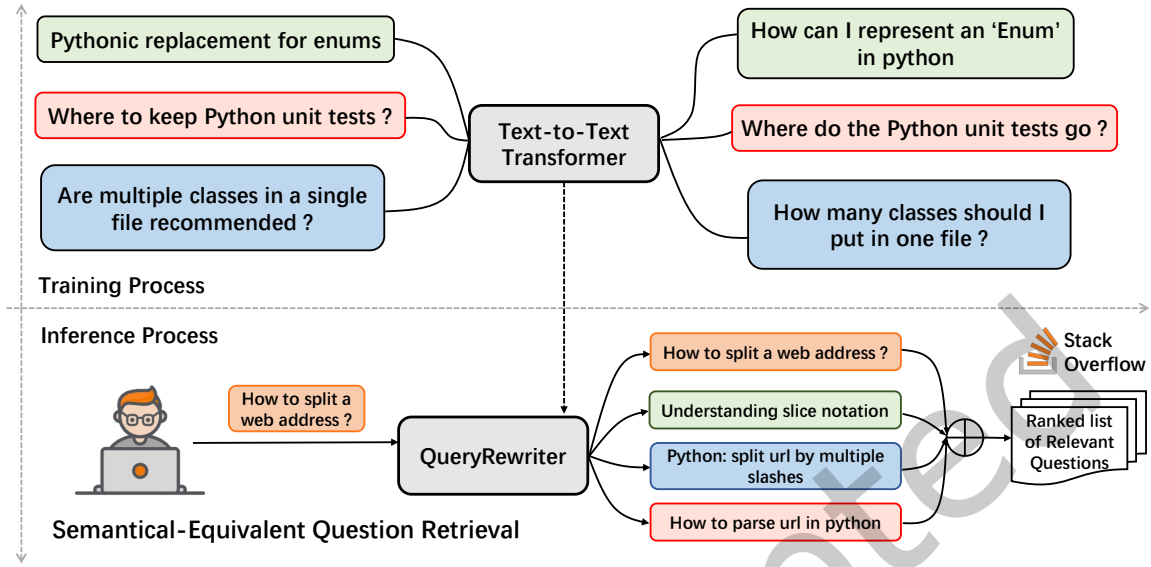 Pythonic replacement for enums
Where to keep Python unit tests ?
Are multiple classes in a single
file recommended ?
Text-to-Text
Transformer
How can I represent an ‘Enum’
in python
Where do the Python unit tests go ?
How many classes should I
put in one file ?
Training Process
Inference Process
How to split a
web address ?
QueryRewriter
How to split a web address ?
Understanding slice notation
Python: split url by multiple
slashes
How to parse url in python
Stack
Overflow
Ranked list
of Relevant
Questions
Semantical-Equivalent Question Retrieval